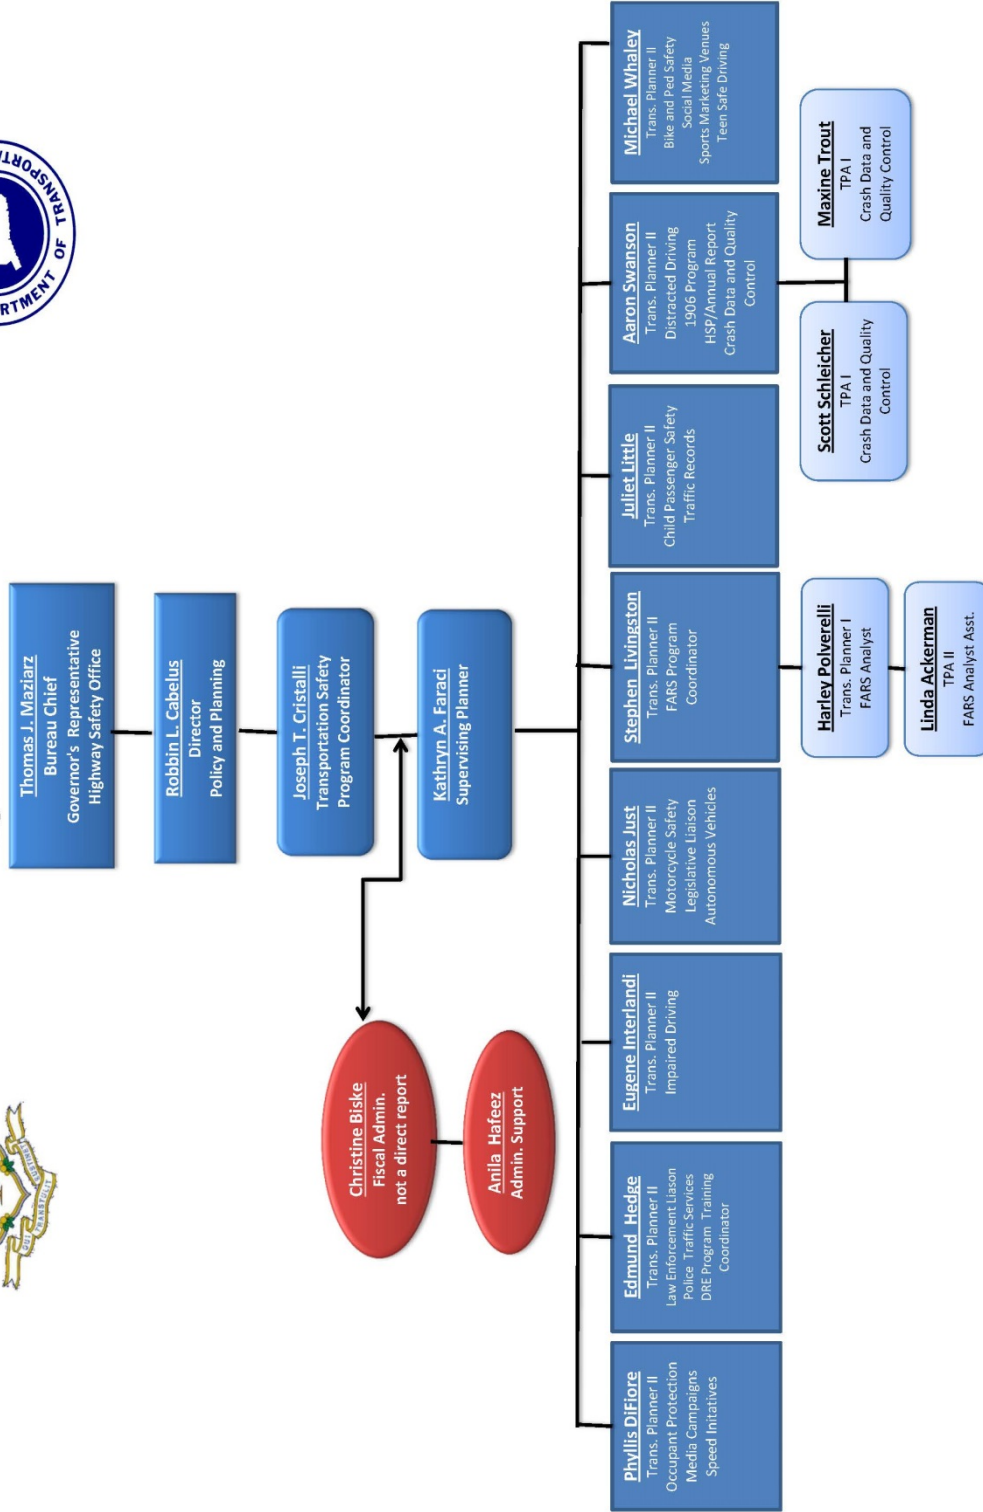 QUI TRANSTULIT
SUSTINET
RTMENT OF TRANSPORT
Thomas J. Maziarz
Bureau Chief
Governor's Representative
Highway Safety Office
Robbin L. Cabelus
Director
Policy and Planning
Joseph T. Cristalli
Transportation Safety
Program Coordinator
Kathryn A. Faraci
Supervising Planner
Christine Biske
Fiscal Admin.
not a direct report
Anila Hafeez
Admin. Support
Phyllis DiFiore
Trans. Planner II
Occupant Protection
Media Campaigns
Speed Initatives
Edmund Hedge
Trans. Planner II
Law Enforcement Liason
Police Traffic Services
DRE Program Training
Coordinator
Eugene Interlandi
Trans. Planner II
Impaired Driving
Nicholas Just
Trans. Planner II
Motorcycle Safety
Legislative Liaison
Autonomous Vehicles
Stephen Livingston
Trans. Planner II
FARS Program
Coordinator
Juliet Little
Trans. Planner II
Child Passenger Safety
Traffic Records
Aaron Swanson
Trans. Planner II
Distracted Driving
1906 Program
HSP/Annual Report
Crash Data and Quality
Control
Michael Whaley
Trans. Planner II
Bike and Ped Safety
Social Media
Sports Marketing Venues
Teen Safe Driving
Harley Polverelli
Trans. Planner I
FARS Analyst
Linda Ackerman
TPA II
FARS Analyst Asst.
Scott Schleicher
TPA I
Crash Data and Quality
Control
Maxine Trout
TPA I
Crash Data and
Quality Control